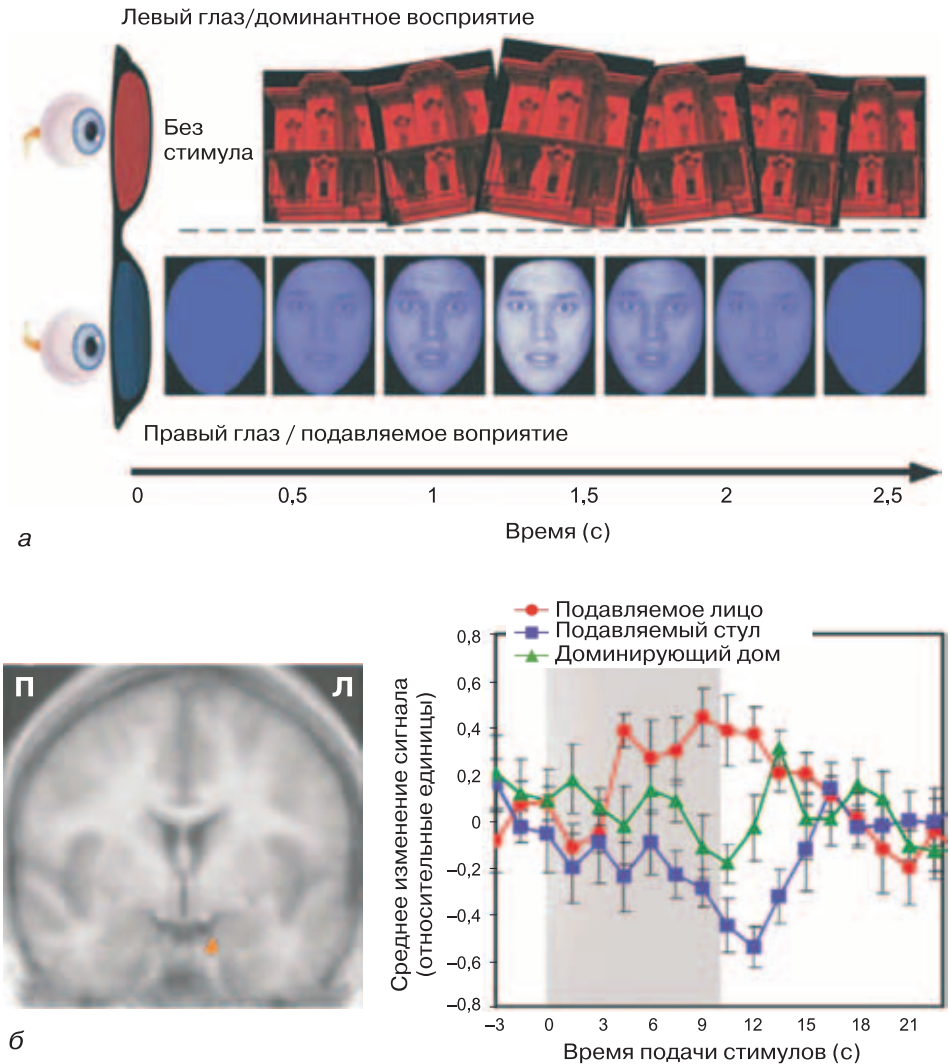 а
Левый глаз/доминантное восприятие
Без
стимула
Правый глаз / подавляемое воприятие
0 0,5 1 1,5 2 2,5
Время (с)
б
П Л
Подавляемое лицо
Подавляемый стул
Доминирующий дом
Среднее изменение сигнала
(относительные единицы)
0,8
0,6
0,4
0,2
0
–0,2
–0,4
–0,6
–0,8
–3 0 3 6 9 12 15 18 21
Время подачи стимулов (с)